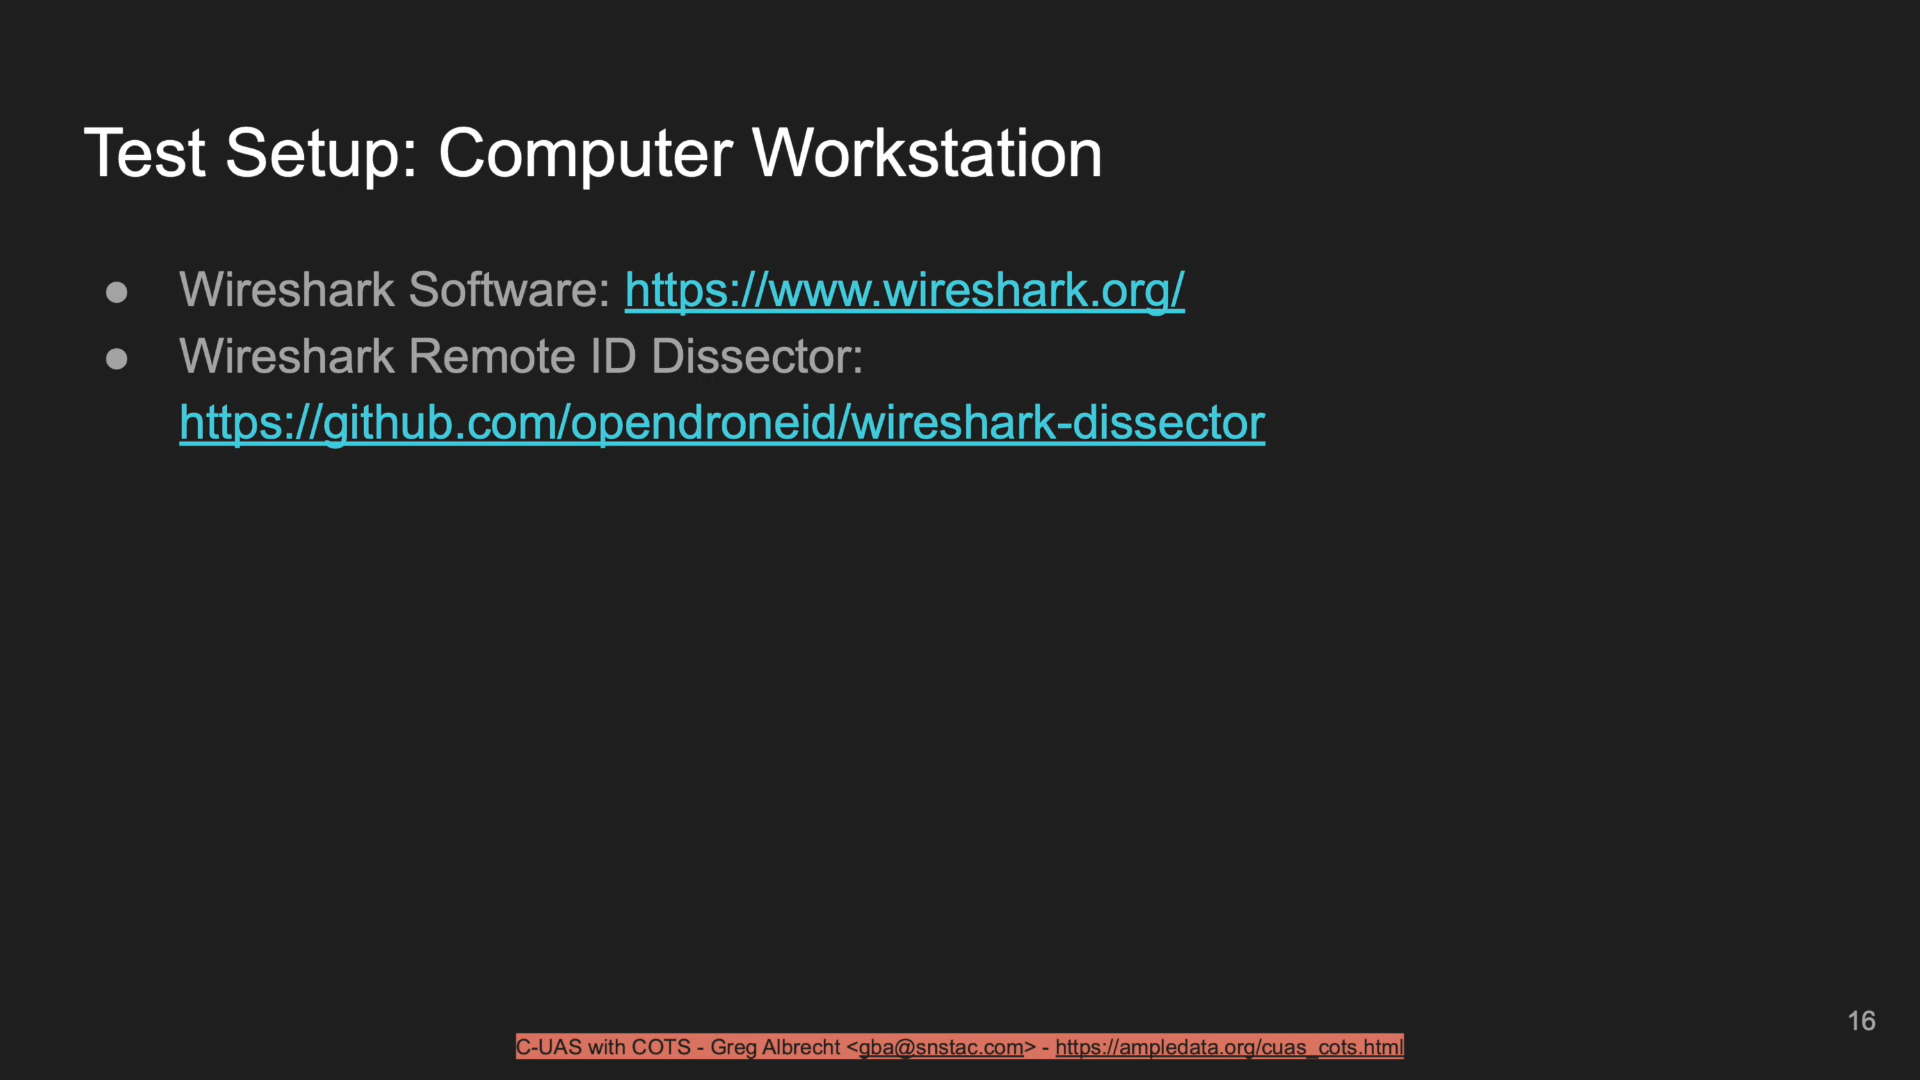 Test Setup: Computer Workstation
● Wireshark Software: https://www.wireshark.org/
● Wireshark Remote ID Dissector:
https://github.com/opendroneid/wireshark-dissector
16
C-UAS with COTS - Greg Albrecht <gba@snstac.com> - https://ampledata.org/cuas_cots.html